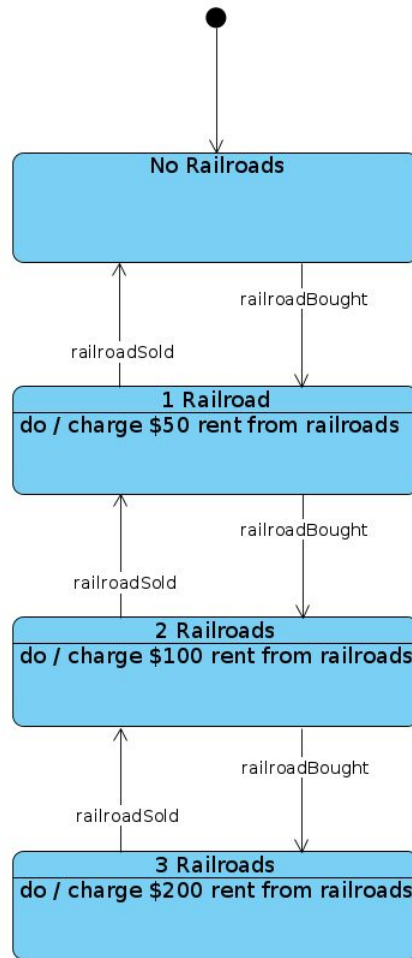 No Railroads
railroadBought
railroadSold
1 Railroad
do / charge $50 rent from railroads
railroadBought
railroadSold
2 Railroads
do / charge $100 rent from railroads
railroadBought
railroadSold
3 Railroads
do / charge $200 rent from railroads